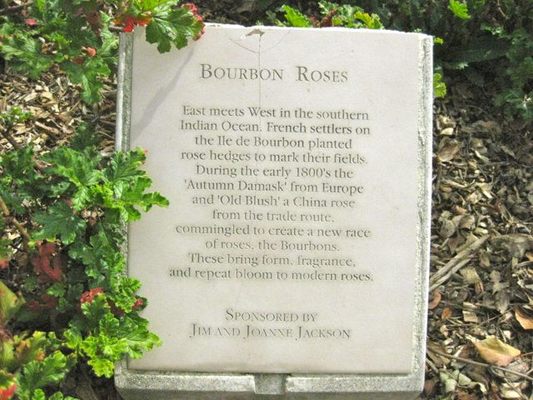 BOURBON ROSES
East meets West in the southern
Indian Ocean. French settlers on
the Ile de Bourbon planted
rose hedges to mark their fields.
During the early 1800's the
'Autumn Damask' from Europe
and 'Old Blush' a China rose
from the trade route,
commingled to create a new race
of roses, the Bourbons.
These bring form, fragrance,
and repeat bloom to modern roses.
SPONSORED BY
JIM AND JOANNE JACKSON